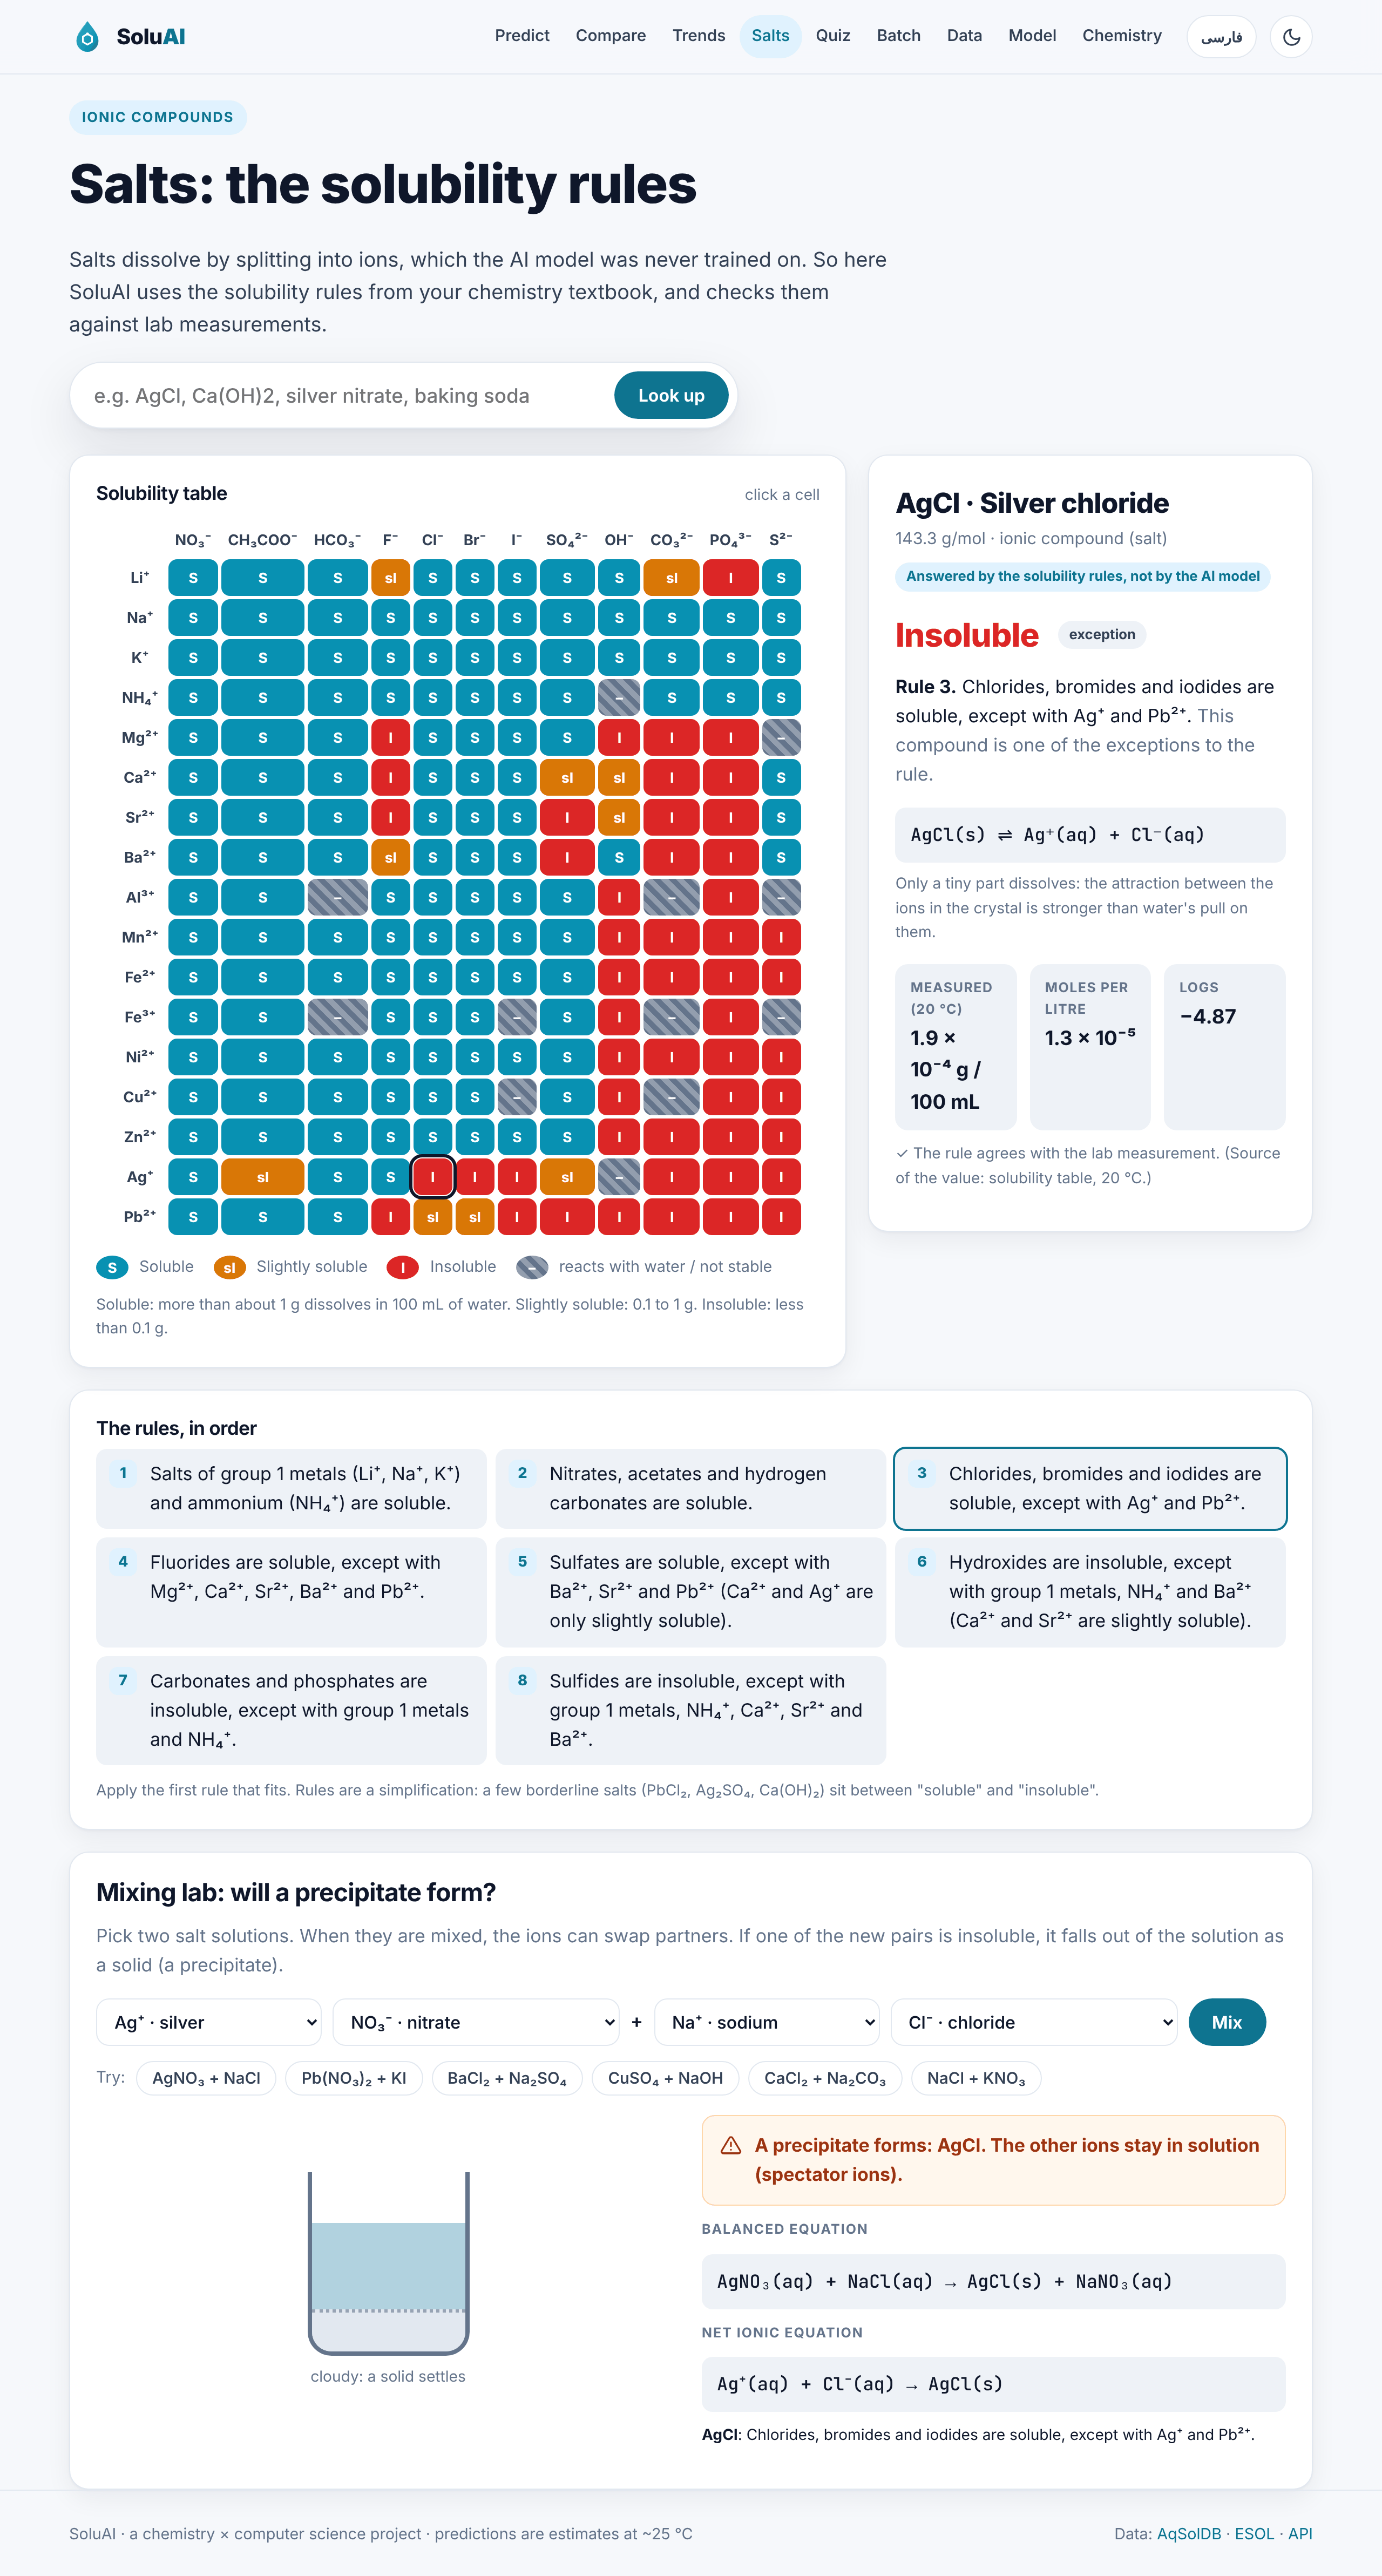 SoluAI
Predict Compare Trends Salts Quiz Batch Data Model Chemistry فارسی
IONIC COMPOUNDS
Salts: the solubility rules
Salts dissolve by splitting into ions, which the AI model was never trained on. So here
SoluAI uses the solubility rules from your chemistry textbook, and checks them
against lab measurements.
e.g. AgCl, Ca(OH)2, silver nitrate, baking soda Look up
Solubility table click a cell
NO₃⁻ CH₃COO⁻ HCO₃⁻ F⁻ Cl⁻ Br⁻ I⁻ SO₄²⁻ OH⁻ CO₃²⁻ PO₄³⁻ S²⁻
Li⁺ S S S sl S S S S S sl I S
Na⁺ S S S S S S S S S S S S
K⁺ S S S S S S S S S S S S
NH₄⁺ S S S S S S S S – S S S
Mg²⁺ S S S I S S S S I I I –
Ca²⁺ S S S I S S S sl sl I I S
Sr²⁺ S S S I S S S I sl I I S
Ba²⁺ S S S sl S S S I S I I S
Al³⁺ S S – S S S S S I – I –
Mn²⁺ S S S S S S S S I I I I
Fe²⁺ S S S S S S S S I I I I
Fe³⁺ S S – S S S – S I – I –
Ni²⁺ S S S S S S S S I I I I
Cu²⁺ S S S S S S – S I – I I
Zn²⁺ S S S S S S S S I I I I
Ag⁺ S sl S S I I I sl – I I I
Pb²⁺ S S S I sl sl I I I I I I
S Soluble sl Slightly soluble I Insoluble – reacts with water / not stable
Soluble: more than about 1 g dissolves in 100 mL of water. Slightly soluble: 0.1 to 1 g. Insoluble: less
than 0.1 g.
AgCl · Silver chloride
143.3 g/mol · ionic compound (salt)
Answered by the solubility rules, not by the AI model
Insoluble exception
Rule 3. Chlorides, bromides and iodides are
soluble, except with Ag⁺ and Pb²⁺. This
compound is one of the exceptions to the
rule.
AgCl(s) ⇌ Ag⁺(aq) + Cl⁻(aq)
Only a tiny part dissolves: the attraction between the
ions in the crystal is stronger than water's pull on
them.
MEASURED
(20 °C)
1.9 ×
10⁻⁴ g /
100 mL
MOLES PER
LITRE
1.3 × 10⁻⁵
LOGS
−4.87
✓ The rule agrees with the lab measurement. (Source
of the value: solubility table, 20 °C.)
The rules, in order
1 Salts of group 1 metals (Li⁺, Na⁺, K⁺)
and ammonium (NH₄⁺) are soluble.
2 Nitrates, acetates and hydrogen
carbonates are soluble.
3 Chlorides, bromides and iodides are
soluble, except with Ag⁺ and Pb²⁺.
4 Fluorides are soluble, except with
Mg²⁺, Ca²⁺, Sr²⁺, Ba²⁺ and Pb²⁺.
5 Sulfates are soluble, except with
Ba²⁺, Sr²⁺ and Pb²⁺ (Ca²⁺ and Ag⁺ are
only slightly soluble).
6 Hydroxides are insoluble, except
with group 1 metals, NH₄⁺ and Ba²⁺
(Ca²⁺ and Sr²⁺ are slightly soluble).
7 Carbonates and phosphates are
insoluble, except with group 1 metals
and NH₄⁺.
8 Sulfides are insoluble, except with
group 1 metals, NH₄⁺, Ca²⁺, Sr²⁺ and
Ba²⁺.
Apply the first rule that fits. Rules are a simplification: a few borderline salts (PbCl₂, Ag₂SO₄, Ca(OH)₂) sit between "soluble" and "insoluble".
Mixing lab: will a precipitate form?
Pick two salt solutions. When they are mixed, the ions can swap partners. If one of the new pairs is insoluble, it falls out of the solution as
a solid (a precipitate).
Ag⁺ · silver NO₃⁻ · nitrate + Na⁺ · sodium Cl⁻ · chloride Mix
Try: AgNO₃ + NaCl Pb(NO₃)₂ + KI BaCl₂ + Na₂SO₄ CuSO₄ + NaOH CaCl₂ + Na₂CO₃ NaCl + KNO₃
cloudy: a solid settles
A precipitate forms: AgCl. The other ions stay in solution
(spectator ions).
BALANCED EQUATION
AgNO₃(aq) + NaCl(aq) → AgCl(s) + NaNO₃(aq)
NET IONIC EQUATION
Ag⁺(aq) + Cl⁻(aq) → AgCl(s)
AgCl: Chlorides, bromides and iodides are soluble, except with Ag⁺ and Pb²⁺.
SoluAI · a chemistry × computer science project · predictions are estimates at ~25 °C
Data: AqSolDB · ESOL · API